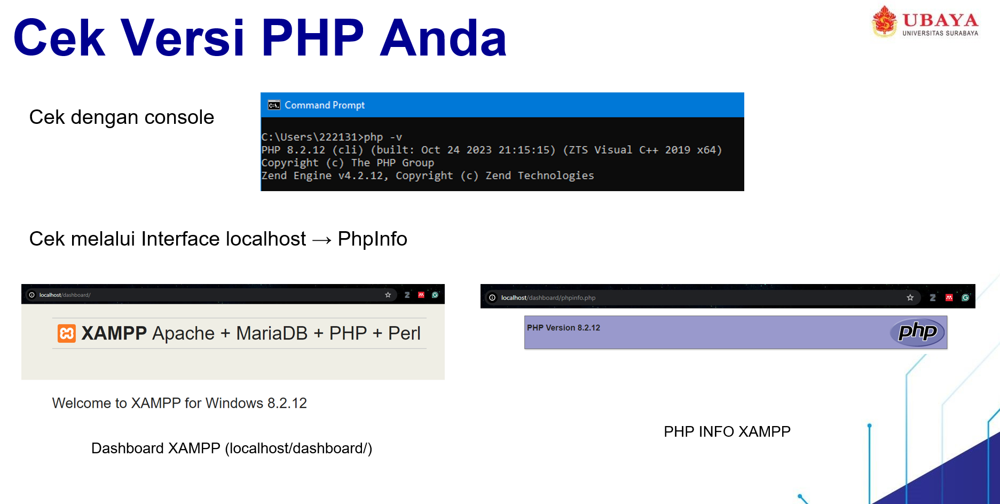 Cek Versi PHP Anda
UBAYA
UNIVERSITAS SURABAYA
Cek dengan console
Command Prompt
C:\Users\222131>php -v
PHP 8.2.12 (cli) (built: Oct 24 2023 21:15:15) (ZTS Visual C++ 2019 x64)
Copyright (c) The PHP Group
Zend Engine v4.2.12, Copyright (c) Zend Technologies
Cek melalui Interface localhost → PhpInfo
localhost/dashboard/
XAMPP Apache + MariaDB + PHP + Perl
Welcome to XAMPP for Windows 8.2.12
Dashboard XAMPP (localhost/dashboard/)
localhost/dashboard/phpinfo.php
PHP Version 8.2.12
php
PHP INFO XAMPP